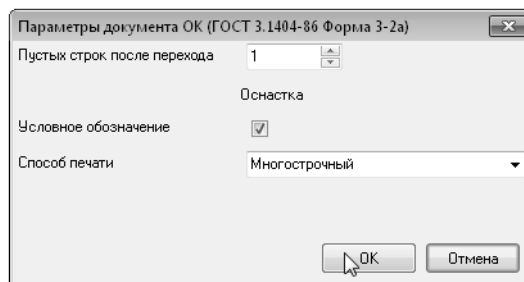 Параметры документа ОК (ГОСТ 3.1404-86 Форма 3-2а)
Пустых строк после перехода 1
Оснастка
Условное обозначение
Способ печати Многострочный
OK Отмена